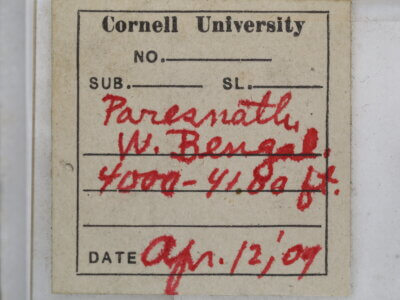 Cornell University
NO.
SUB. SL.
Paresnath,
W. Bengal.
4000-4180 ft.
DATE Apr. 12,'09